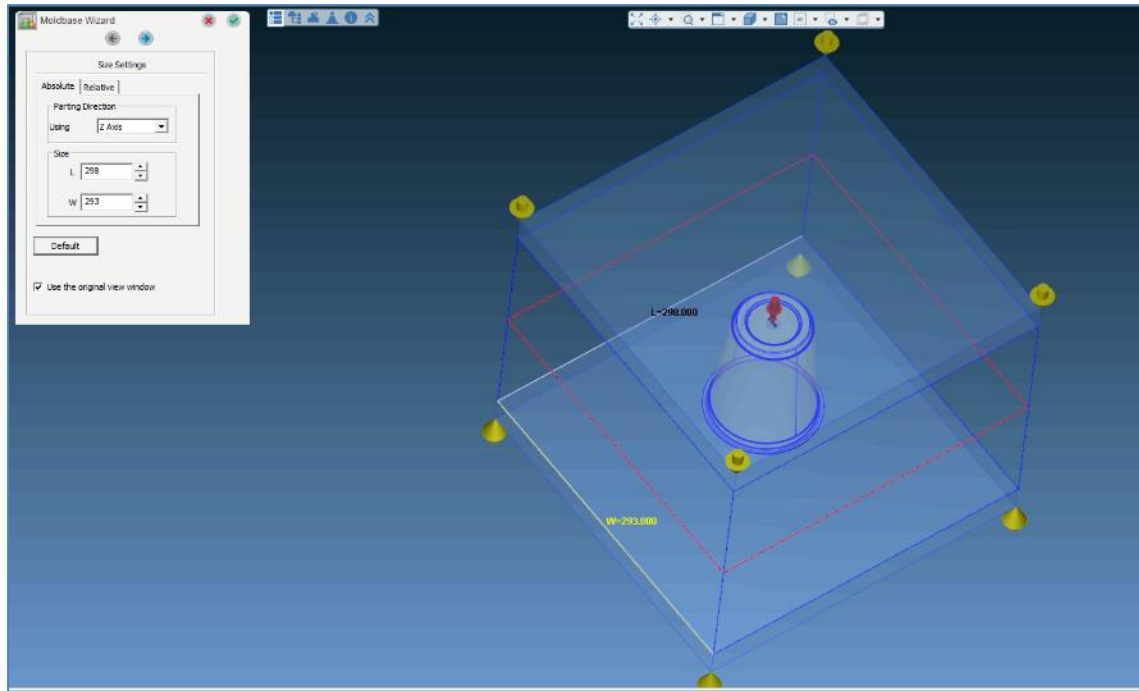 Moldbase Wizard
Size Settings
Absolute Relative
Parting Direction
Using Z Axis
Size
L 298
W 293
Default
Use the original view window
L=298.000
W=293.000